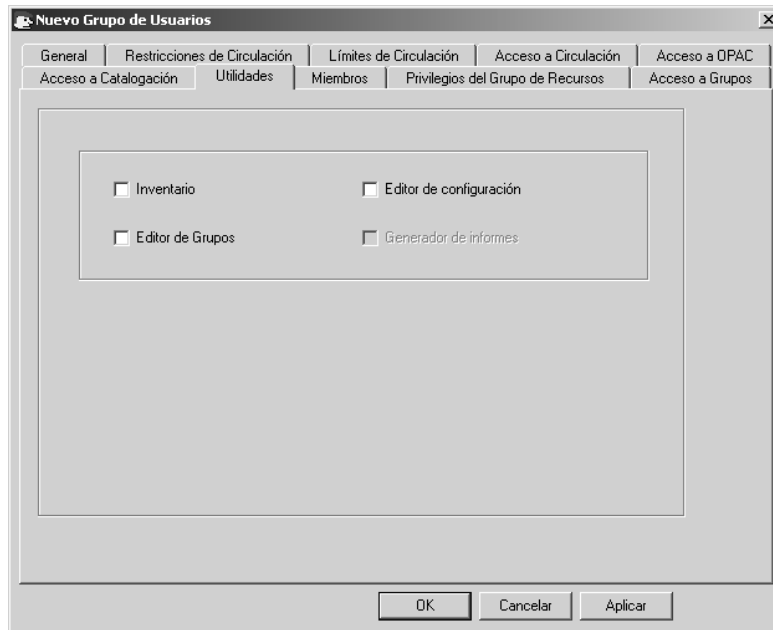 Nuevo Grupo de Usuarios
General Restricciones de Circulación Límites de Circulación Acceso a Circulación Acceso a OPAC
Acceso a Catalogación Utilidades Miembros Privilegios del Grupo de Recursos Acceso a Grupos
Inventario Editor de configuración
Editor de Grupos Generador de informes
OK Cancelar Aplicar